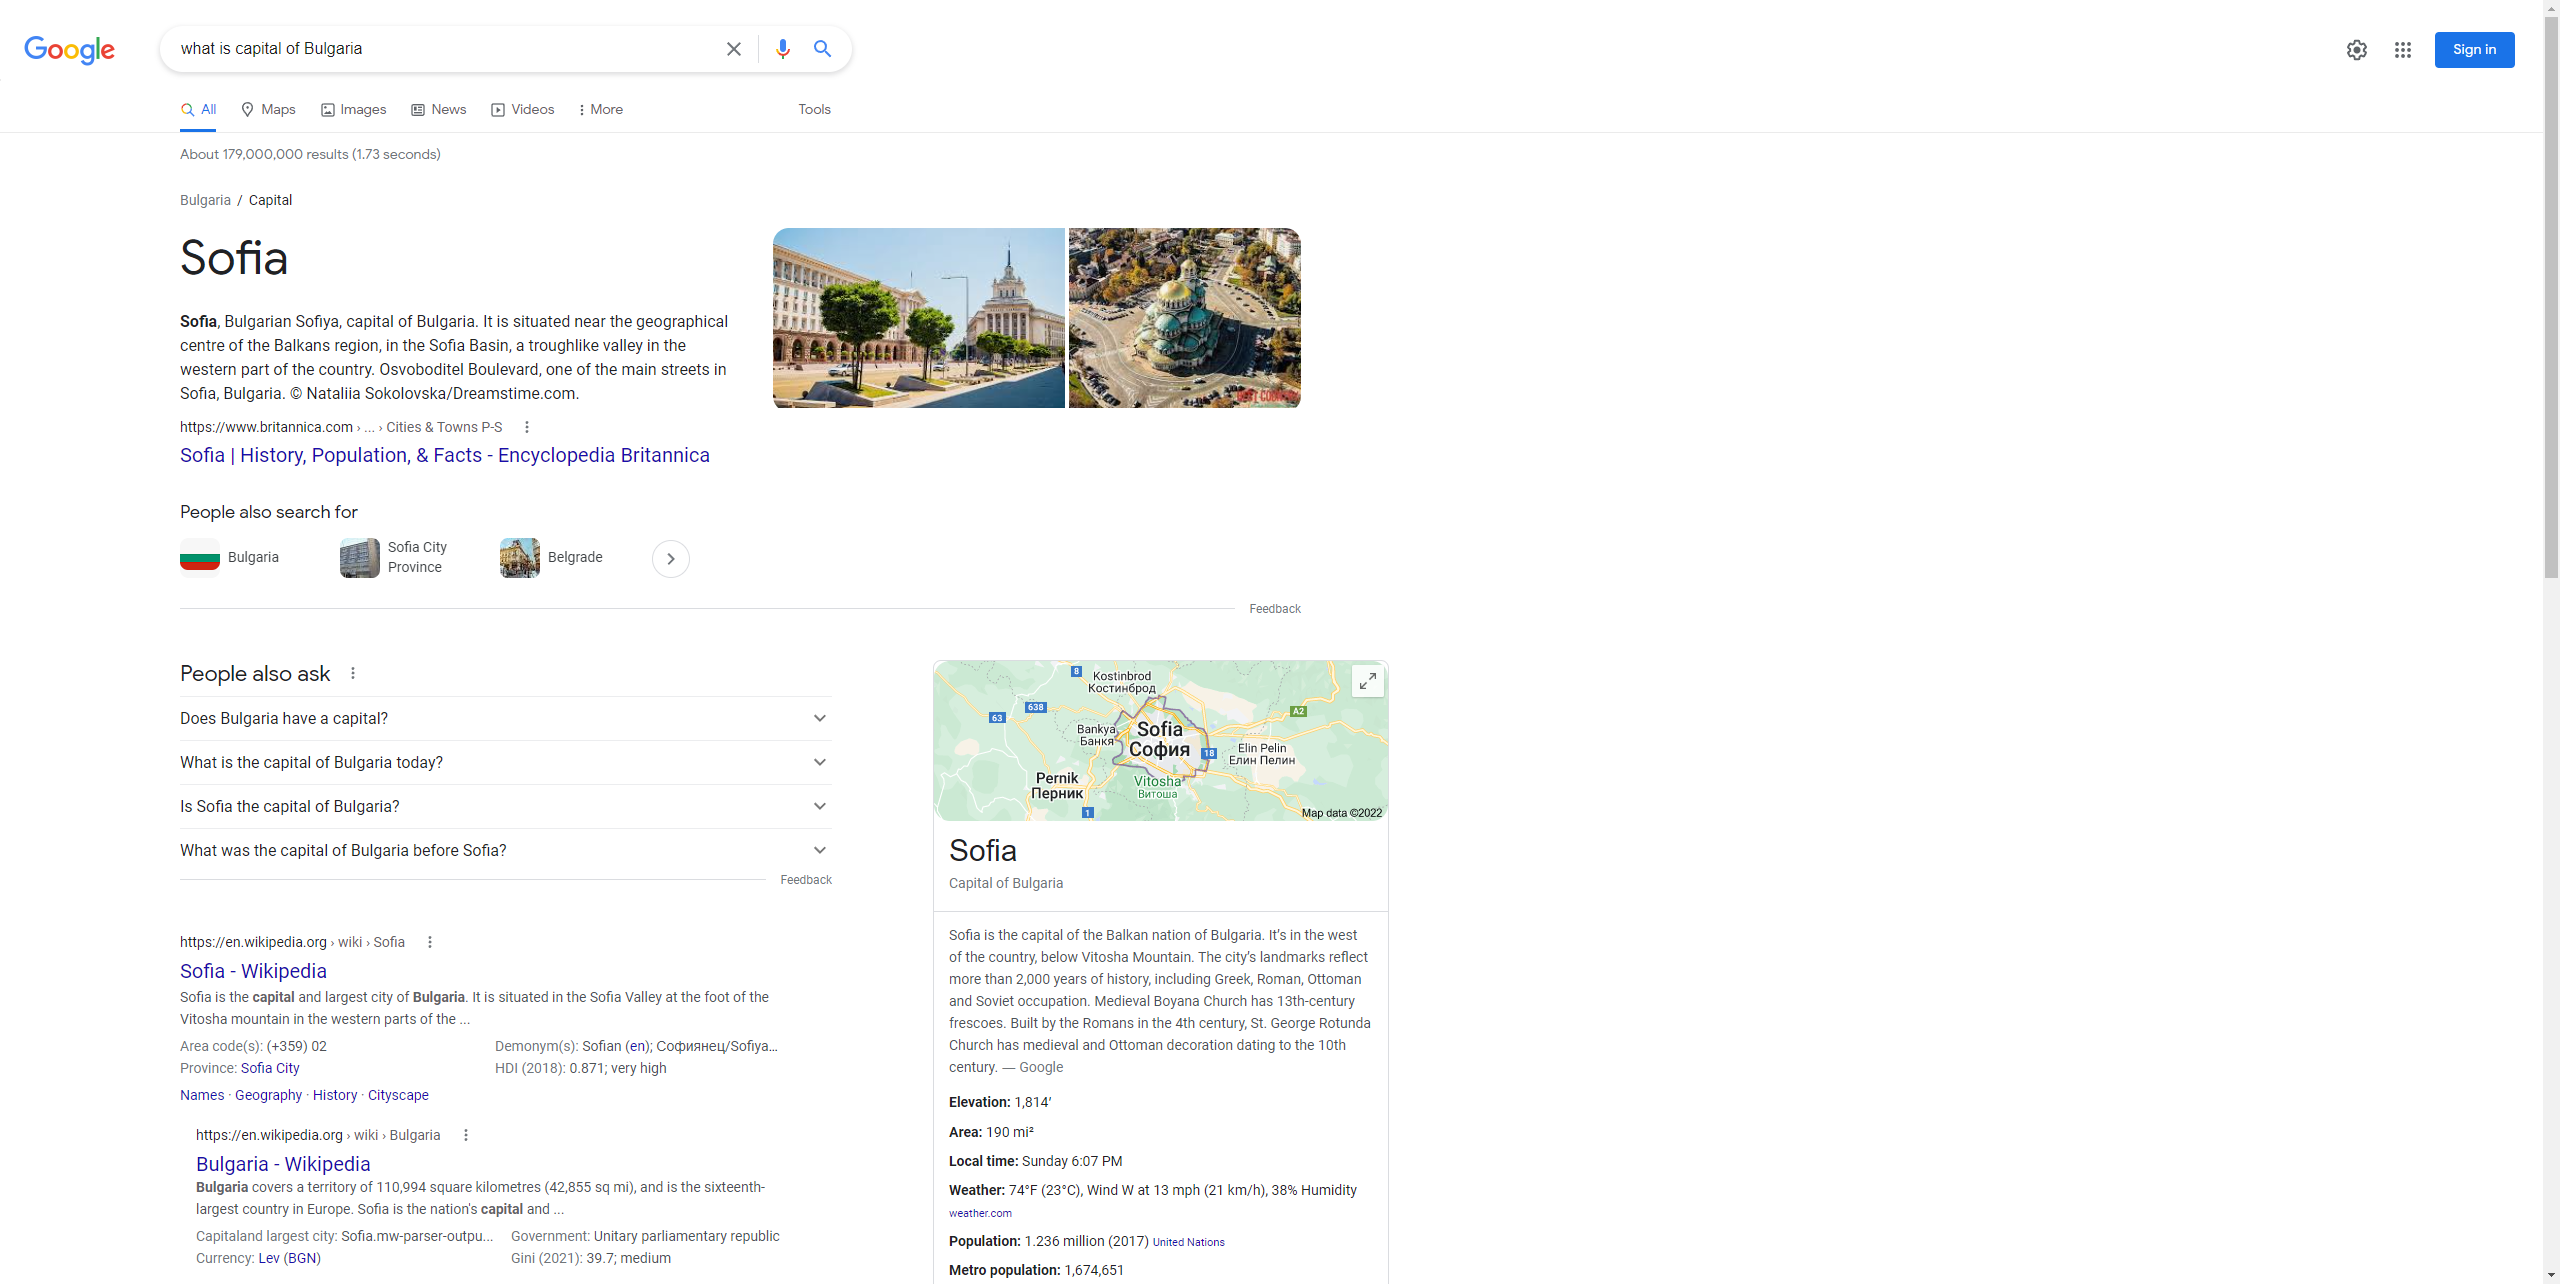 Google
what is capital of Bulgaria
Sign in
All
Maps
Images
News
Videos
More
Tools
About 179,000,000 results (1.73 seconds)
Bulgaria / Capital
Sofia
Sofia, Bulgarian Sofiya, capital of Bulgaria. It is situated near the geographical
centre of the Balkans region, in the Sofia Basin, a troughlike valley in the
western part of the country. Osvoboditel Boulevard, one of the main streets in
Sofia, Bulgaria. © Nataliia Sokolovska/Dreamstime.com.
https://www.britannica.com › ... › Cities & Towns P-S
Sofia | History, Population, & Facts - Encyclopedia Britannica
People also search for
Bulgaria
Sofia City
Province
Belgrade
Feedback
People also ask
Does Bulgaria have a capital?
What is the capital of Bulgaria today?
Is Sofia the capital of Bulgaria?
What was the capital of Bulgaria before Sofia?
Feedback
https://en.wikipedia.org › wiki › Sofia
Sofia - Wikipedia
Sofia is the capital and largest city of Bulgaria. It is situated in the Sofia Valley at the foot of the
Vitosha mountain in the western parts of the ...
Area code(s): (+359) 02
Demonym(s): Sofian (en); Софиянец/Sofiya...
Province: Sofia City
HDI (2018): 0.871; very high
Names · Geography · History · Cityscape
https://en.wikipedia.org › wiki › Bulgaria
Bulgaria - Wikipedia
Bulgaria covers a territory of 110,994 square kilometres (42,855 sq mi), and is the sixteenth-
largest country in Europe. Sofia is the nation's capital and ...
Capitaland largest city: Sofia.mw-parser-outpu...
Government: Unitary parliamentary republic
Currency: Lev (BGN)
Gini (2021): 39.7; medium
8
Kostinbrod
Костинброд
638
63
A2
Bankya
Банкя
Sofia
София
18
Elin Pelin
Елин Пелин
Pernik
Перник
Vitosha
Витоша
1
Map data ©2022
Sofia
Capital of Bulgaria
Sofia is the capital of the Balkan nation of Bulgaria. It’s in the west
of the country, below Vitosha Mountain. The city’s landmarks reflect
more than 2,000 years of history, including Greek, Roman, Ottoman
and Soviet occupation. Medieval Boyana Church has 13th-century
frescoes. Built by the Romans in the 4th century, St. George Rotunda
Church has medieval and Ottoman decoration dating to the 10th
century. — Google
Elevation: 1,814′
Area: 190 mi²
Local time: Sunday 6:07 PM
Weather: 74°F (23°C), Wind W at 13 mph (21 km/h), 38% Humidity
weather.com
Population: 1.236 million (2017) United Nations
Metro population: 1,674,651